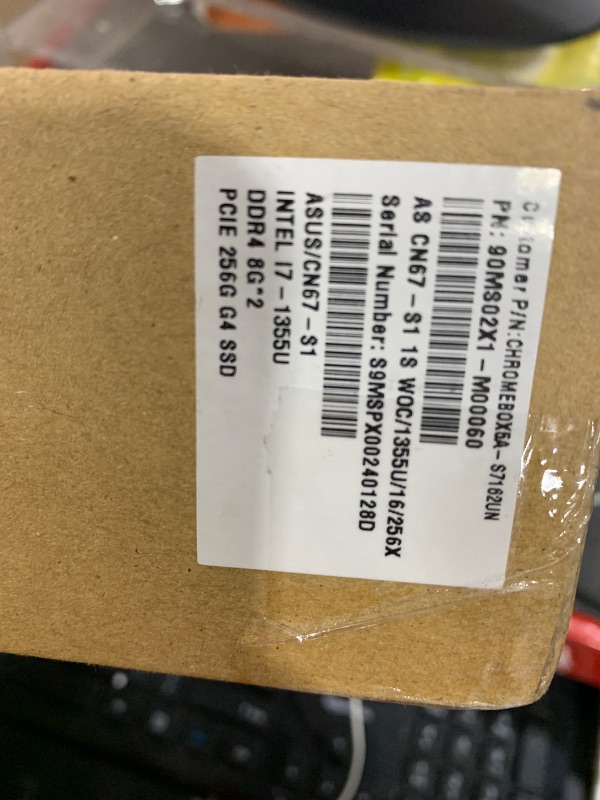 Customer P/N:CHROMEBOX5A-S7162UN
PN: 90MS02X1-M00060
AS CN67-S1 1S WOC/1355U/16/256X
Serial Number: S9MSPX00240128D
ASUS/CN67-S1
INTEL I7-1355U
DDR4 8G*2
PCIE 256G G4 SSD